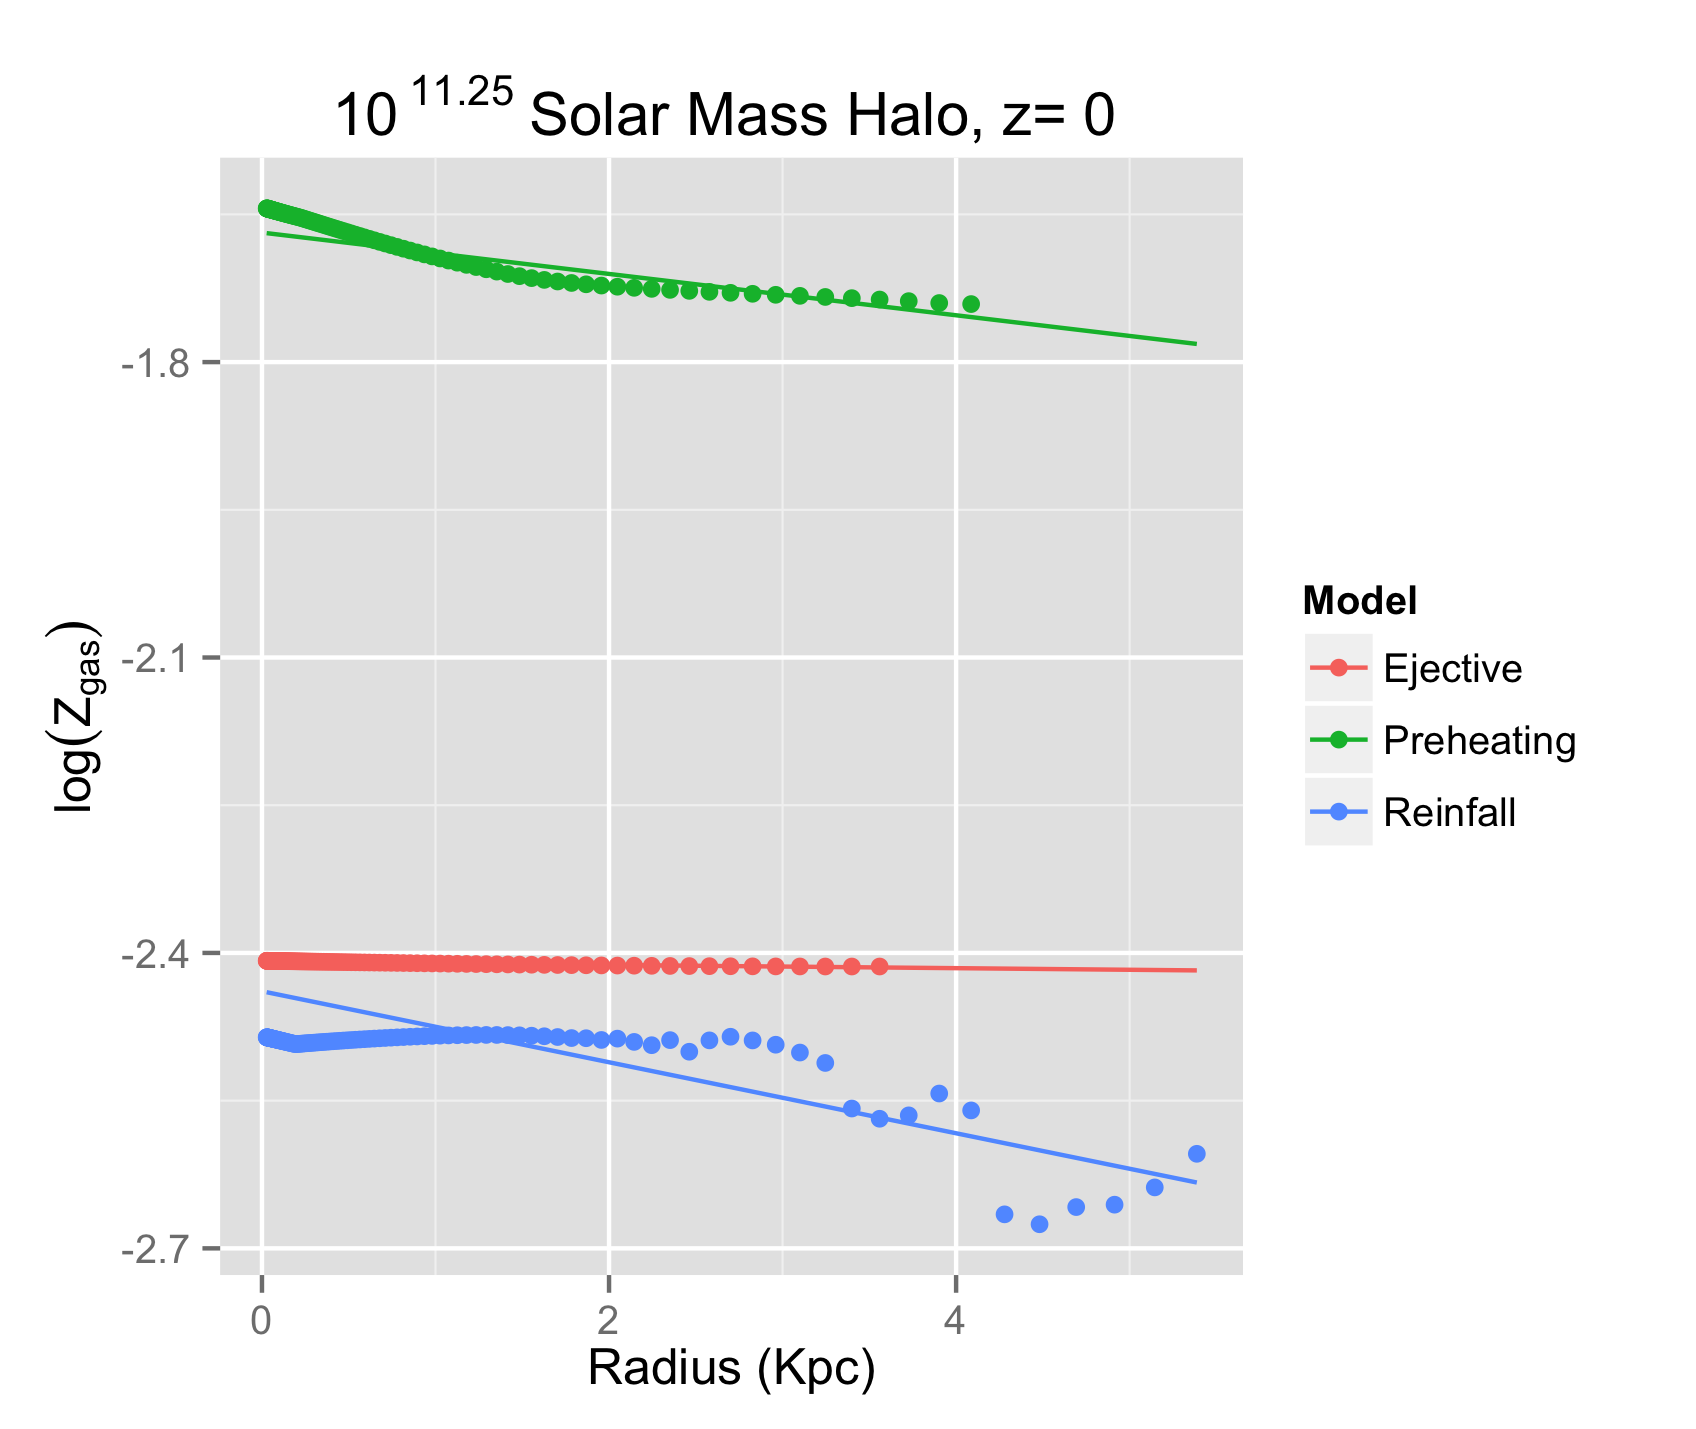 10 11.25 Solar Mass Halo, z= 0
-1.8
-2.1
-2.4
-2.7
log(Zgas)
0 2 4
Radius (Kpc)
Model
Ejective
Preheating
Reinfall